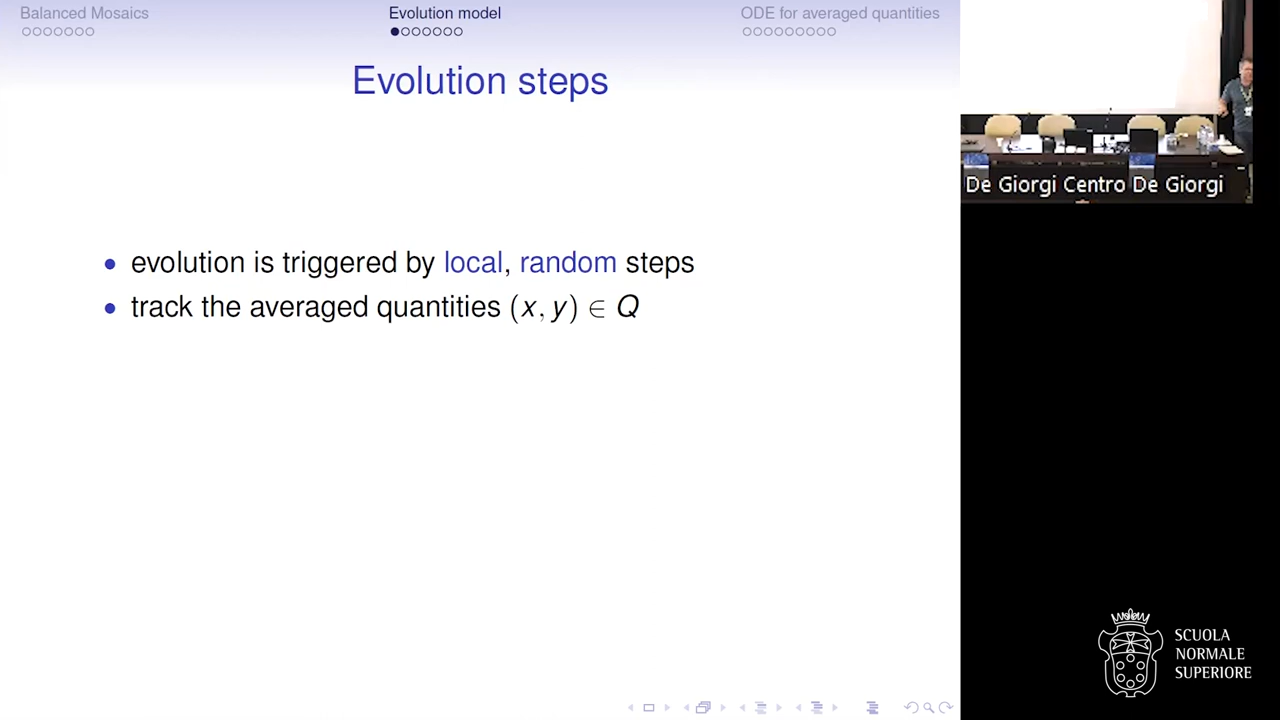 Balanced Mosaics
Evolution model
ODE for averaged quantities
Evolution steps
• evolution is triggered by local, random steps
• track the averaged quantities (x, y) ∈ Q
De Giorgi Centro De Giorgi
SCUOLA
NORMALE
SUPERIORE